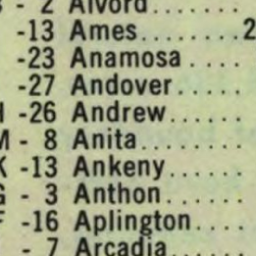 - 2 Alvord.......
-13 Ames........2
-23 Anamosa ....
-27 Andover......
-26 Andrew.......
M - 8 Anita........
K -13 Ankeny......
G - 3 Anthon......
F -16 Aplington....
- 7 Arcadia......